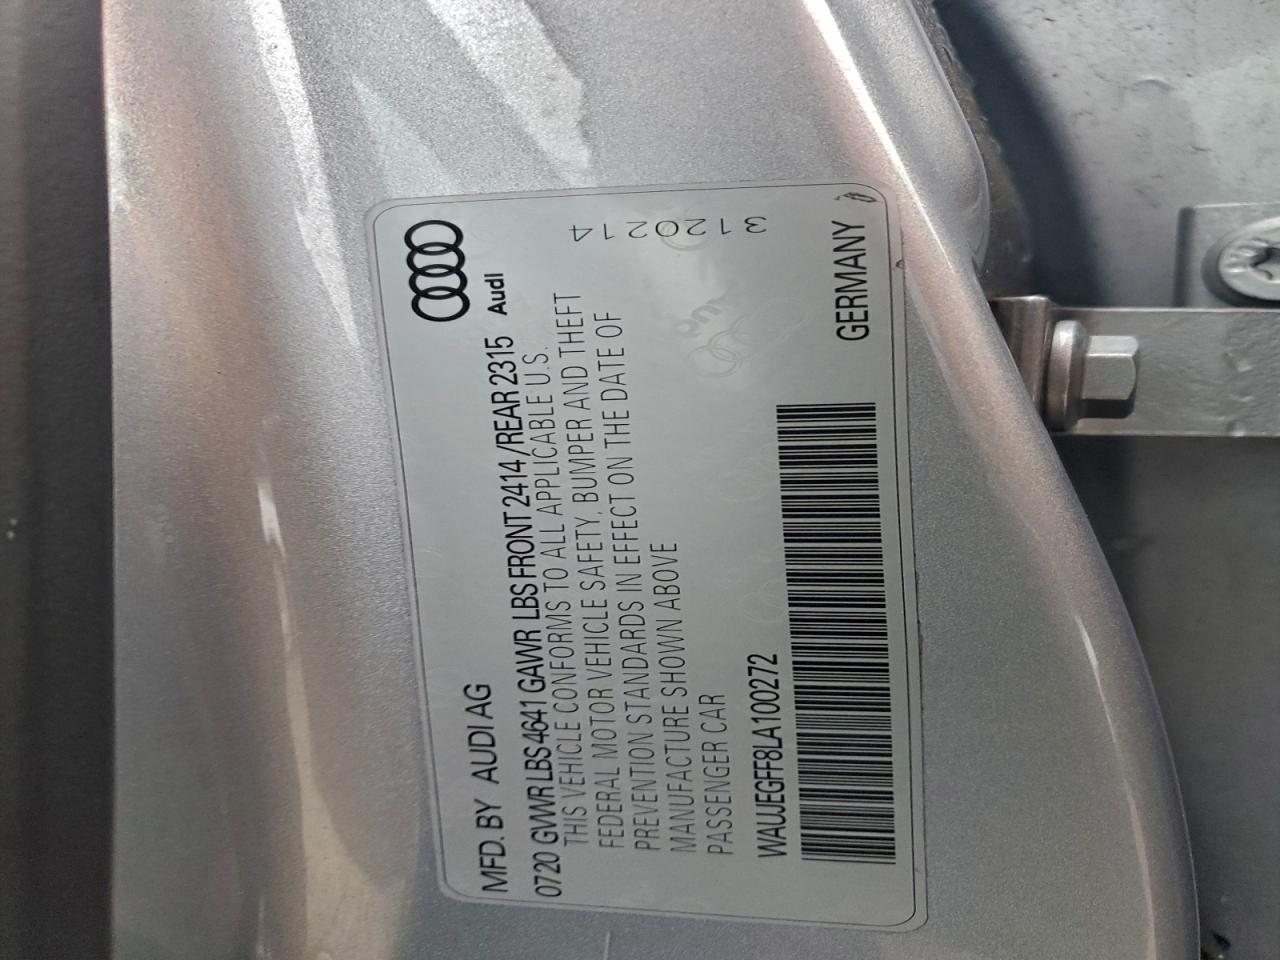 MFD. BY AUDI AG
0720 GVWR LBS 4641 GAWR LBS FRONT 2414 / REAR 2315
Audi
THIS VEHICLE CONFORMS TO ALL APPLICABLE U.S.
FEDERAL MOTOR VEHICLE SAFETY, BUMPER AND THEFT
PREVENTION STANDARDS IN EFFECT ON THE DATE OF
MANUFACTURE SHOWN ABOVE
PASSENGER CAR
3120214
WAUJEGFF8LA100272
GERMANY